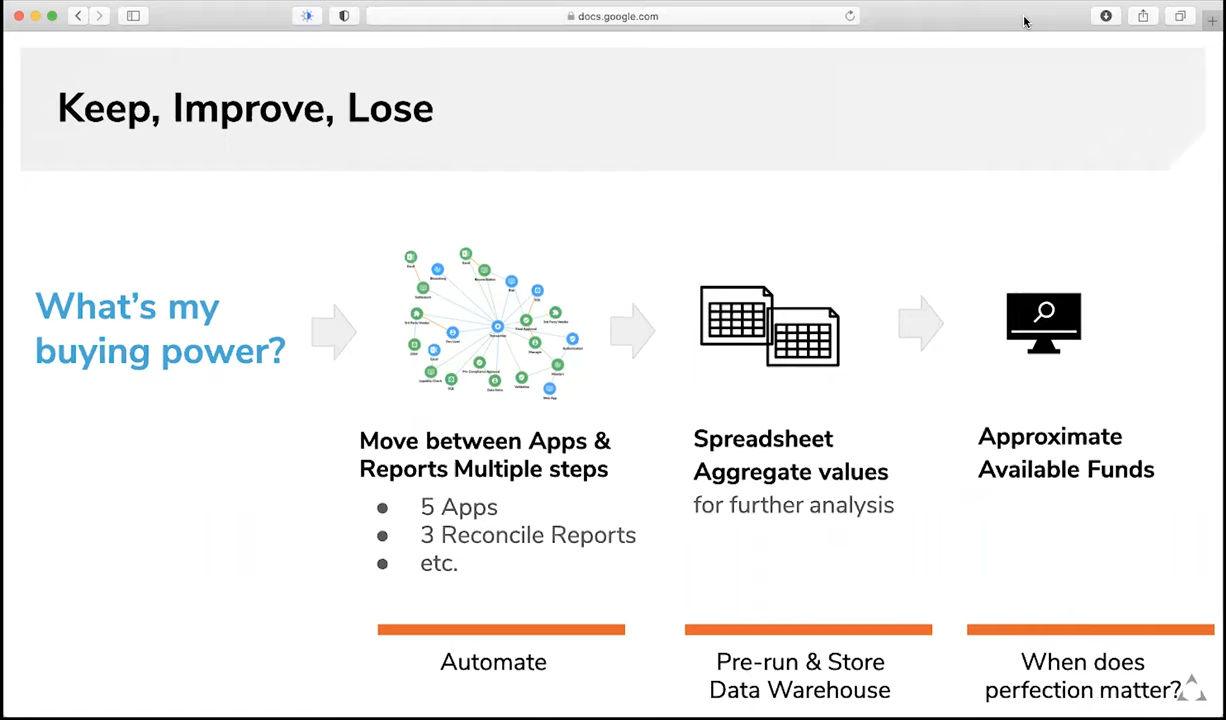 docs.google.com
Keep, Improve, Lose
What's my
buying power?
Move between Apps &
Reports Multiple steps
● 5 Apps
● 3 Reconcile Reports
● etc.
Spreadsheet
Aggregate values
for further analysis
Approximate
Available Funds
Automate
Pre-run & Store
Data Warehouse
When does
perfection matter?